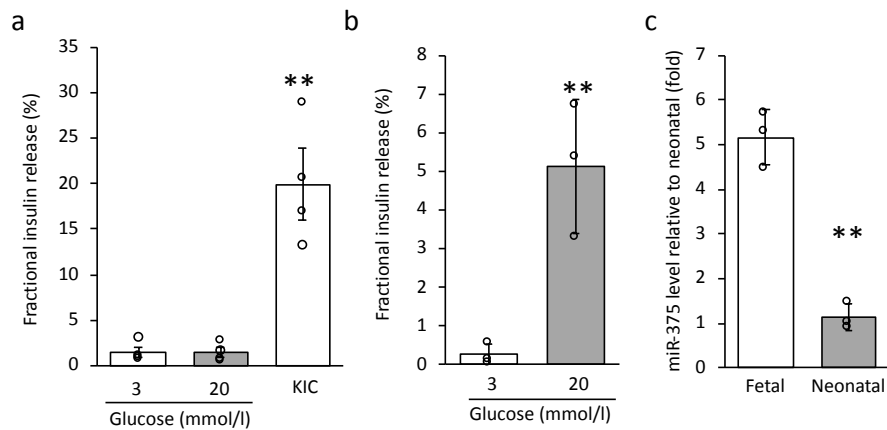 a
Fractional insulin release (%)
35
30
25
20
15
10
5
0
**
3
20
KIC
Glucose (mmol/l)
b
Fractional insulin release (%)
8
7
6
5
4
3
2
1
0
**
3
20
Glucose (mmol/l)
c
miR-375 level relative to neonatal (fold)
7
6
5
4
3
2
1
0
**
Fetal
Neonatal